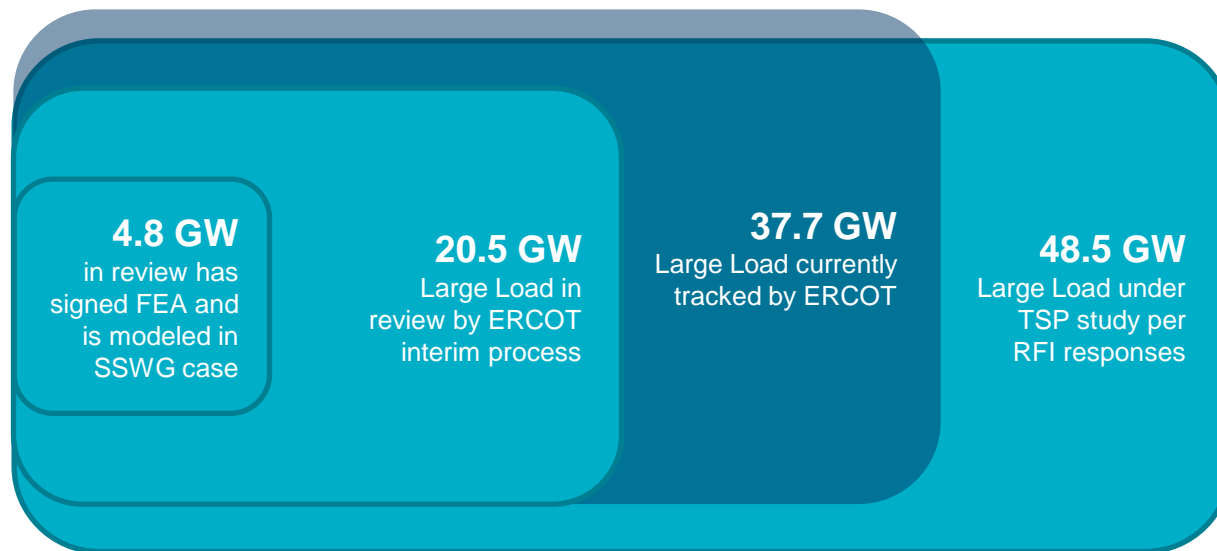 4.8 GW
in review has
signed FEA and
is modeled in
SSWG case
20.5 GW
Large Load in
review by ERCOT
interim process
37.7 GW
Large Load currently
tracked by ERCOT
48.5 GW
Large Load under
TSP study per
RFI responses